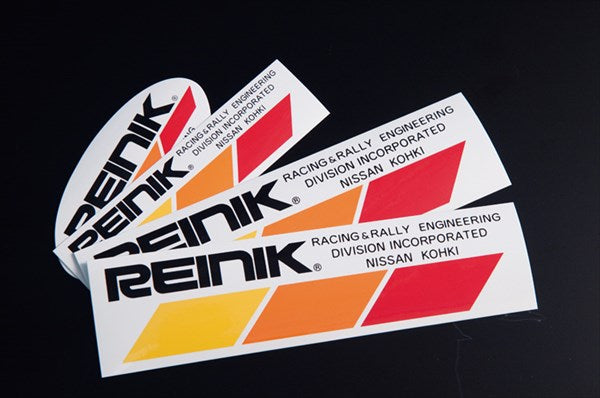 REINIK®
REINIK
RACING & RALLY ENGINEERING
DIVISION INCORPORATED
NISSAN KOHKI
REINIK®
RACING & RALLY ENGINEERING
DIVISION INCORPORATED
NISSAN KOHKI
REINIK®
RACING & RALLY ENGINEERING
DIVISION INCORPORATED
NISSAN KOHKI